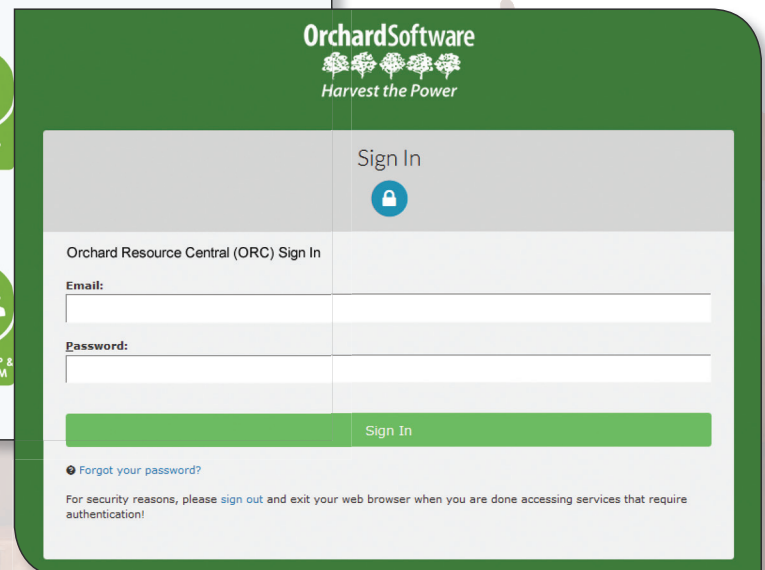 OrchardSoftware
Harvest the Power
Sign In
Orchard Resource Central (ORC) Sign In
Email:
Password:
Sign In
Forgot your password?
For security reasons, please sign out and exit your web browser when you are done accessing services that require
authentication!